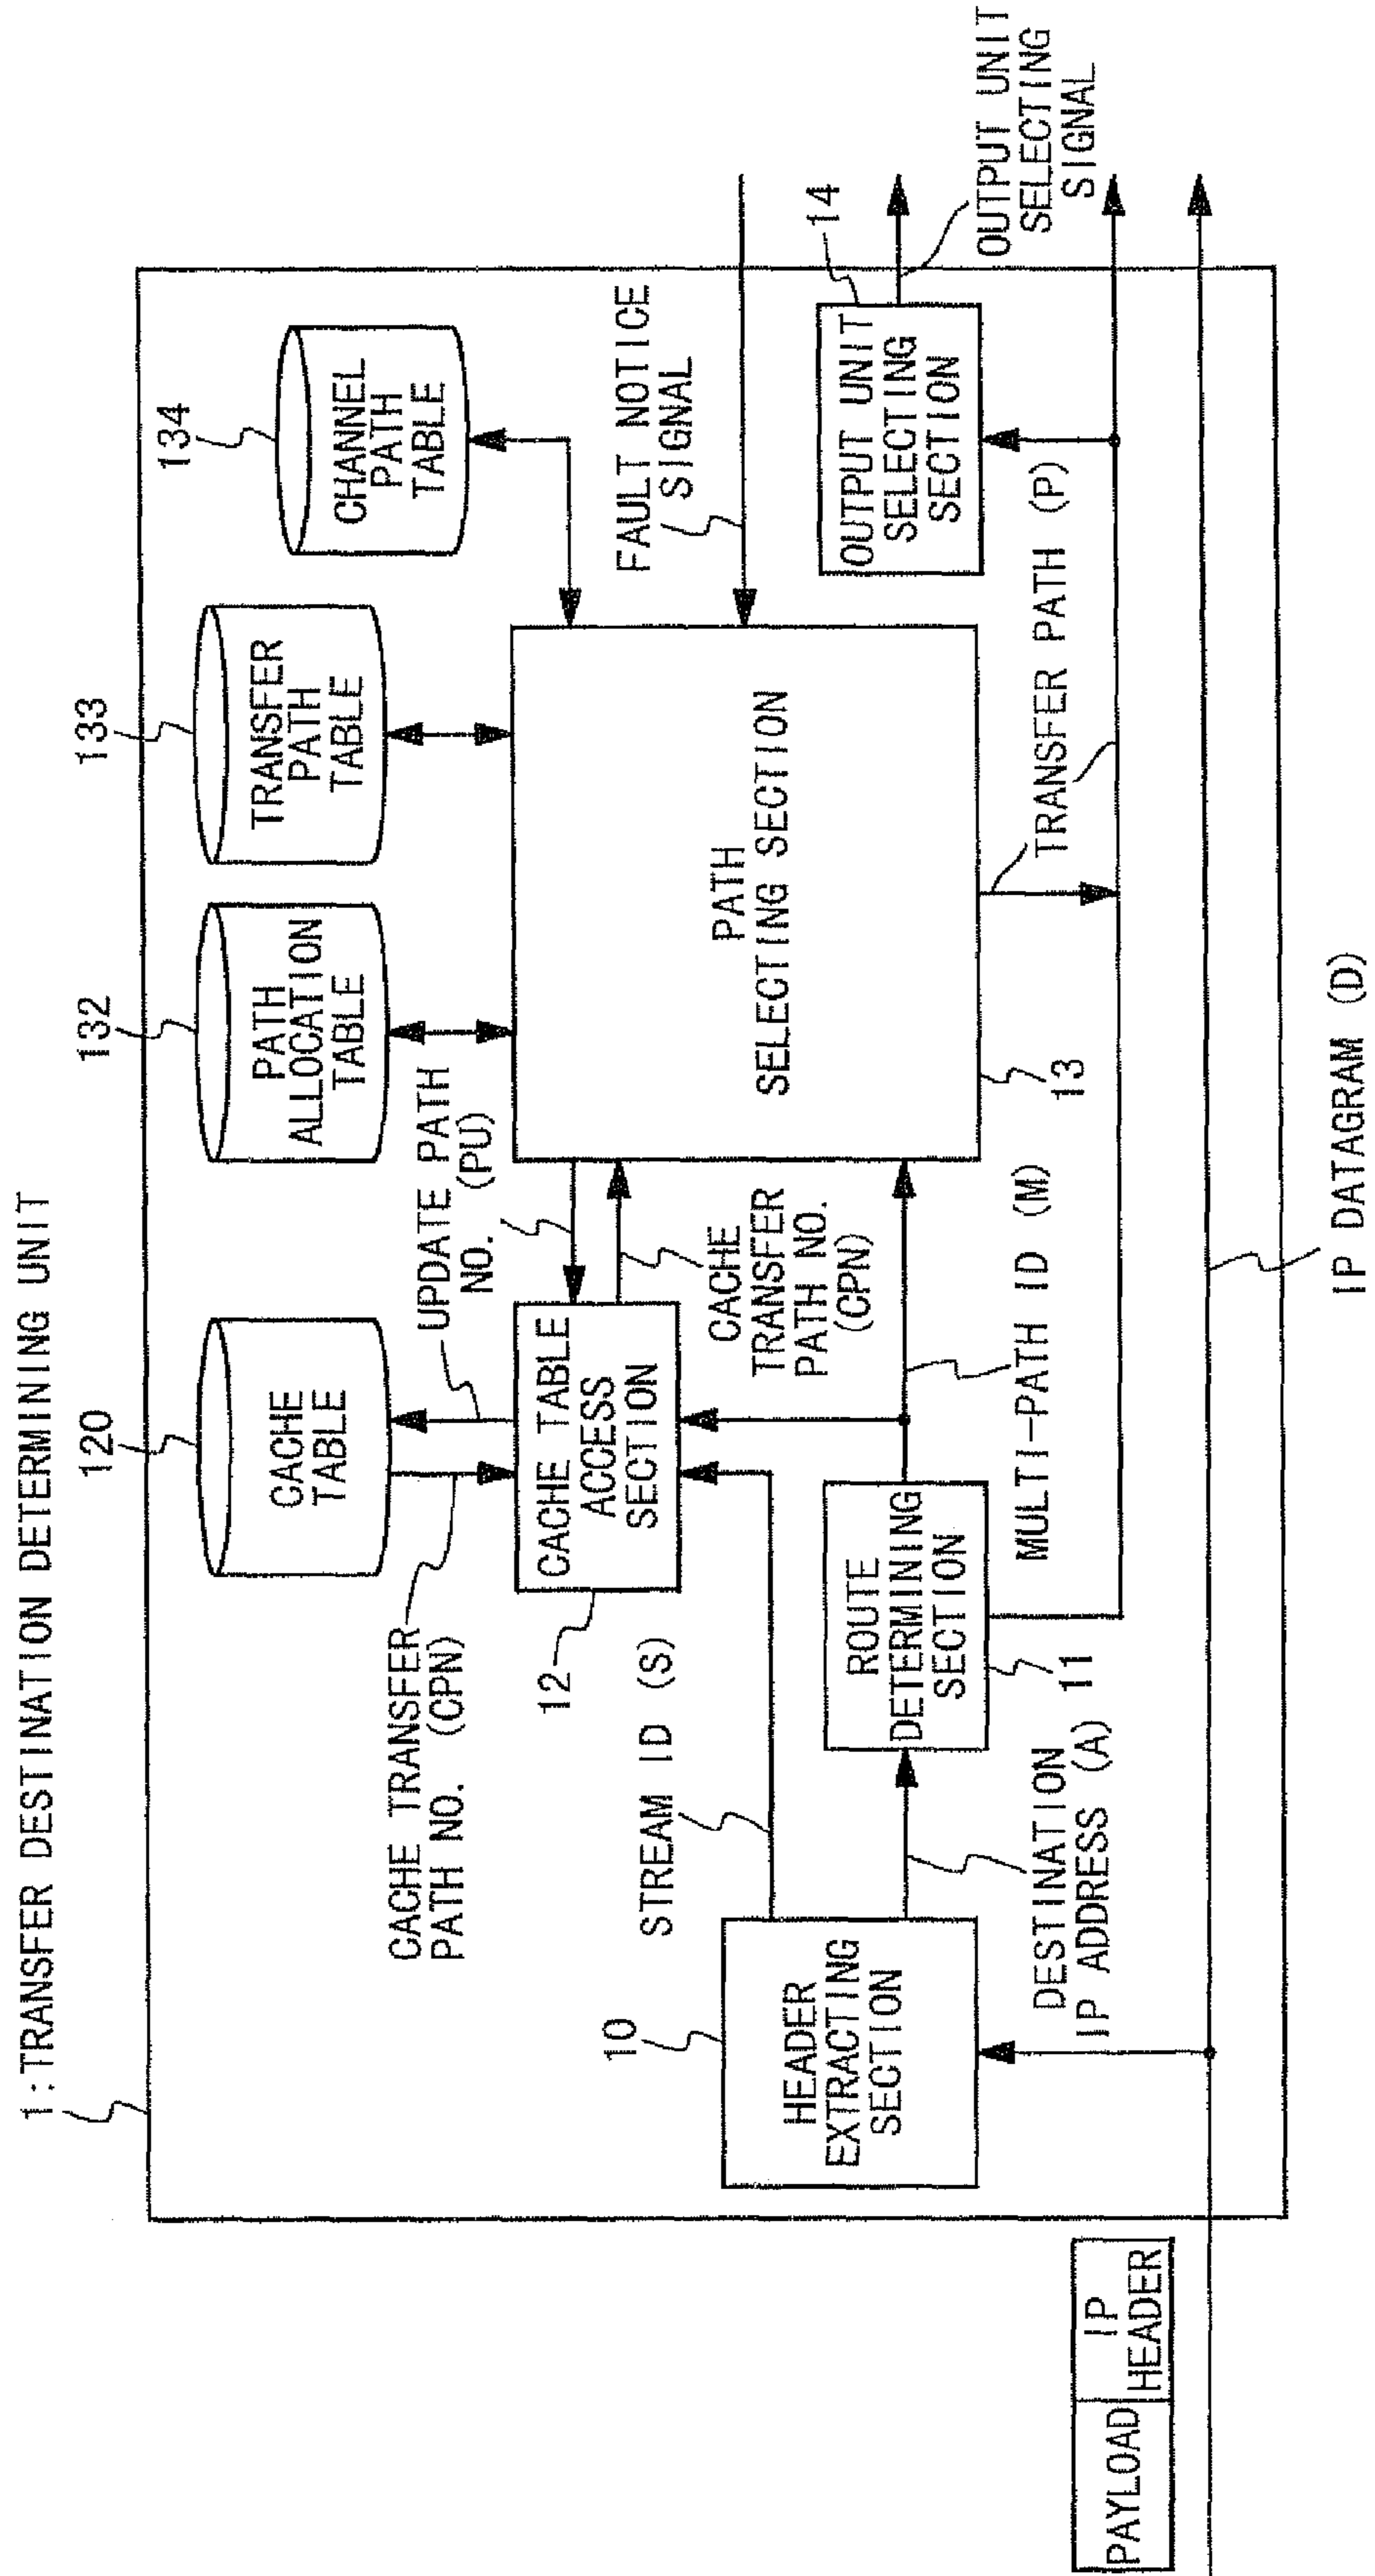 1:TRANSFER DESTINATION DETERMINING UNIT
120
CACHE
TABLE
132
PATH
ALLOCATION
TABLE
133
TRANSFER
PATH
TABLE
134
CHANNEL
PATH
TABLE
CACHE TRANSFER
PATH NO. (CPN)
UPDATE PATH
NO. (PU)
12
CACHE TABLE
ACCESS
SECTION
CACHE
TRANSFER
PATH NO.
(CPN)
PATH
SELECTING SECTION
13
FAULT NOTICE
SIGNAL
STREAM ID (S)
10
HEADER
EXTRACTING
SECTION
ROUTE
DETERMINING
SECTION
11
DESTINATION
IP ADDRESS (A)
MULTI-PATH ID (M)
TRANSFER PATH (P)
14
OUTPUT UNIT
SELECTING
SECTION
OUTPUT UNIT
SELECTING
SIGNAL
PAYLOAD
IP
HEADER
IP DATAGRAM (D)